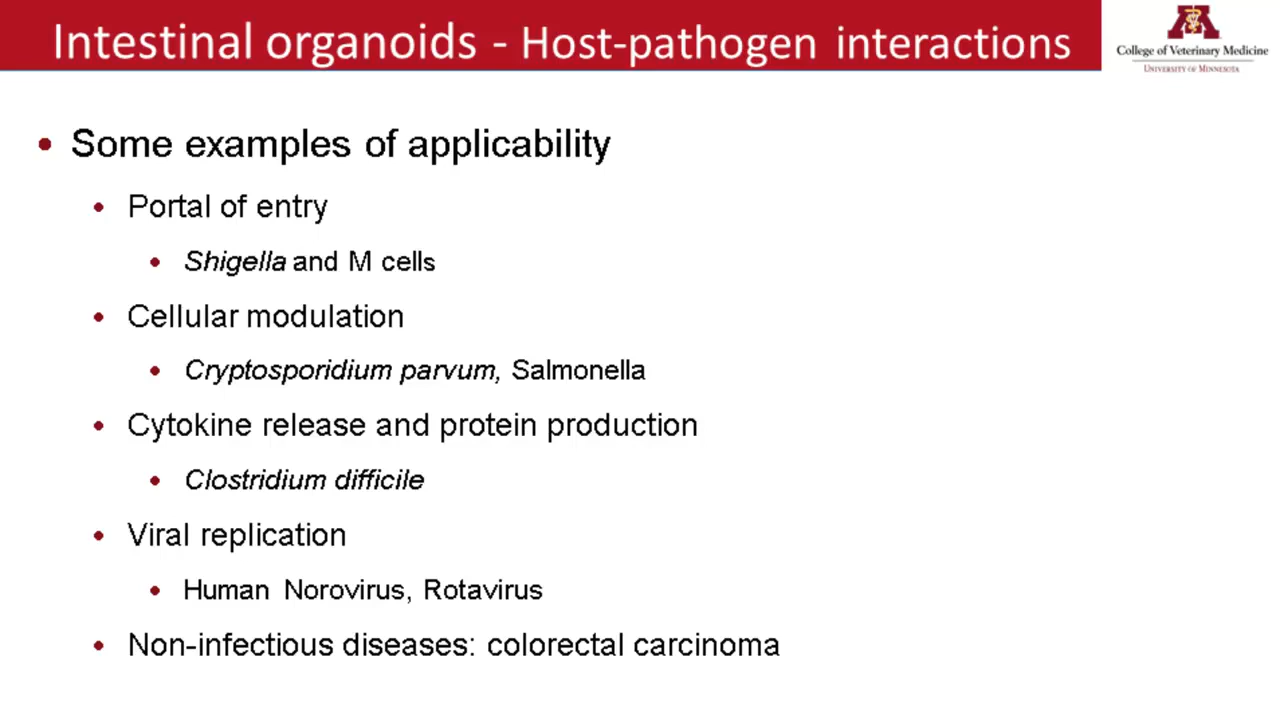 Intestinal organoids - Host-pathogen interactions
College of Veterinary Medicine
University of Minnesota
• Some examples of applicability
• Portal of entry
• Shigella and M cells
• Cellular modulation
• Cryptosporidium parvum, Salmonella
• Cytokine release and protein production
• Clostridium difficile
• Viral replication
• Human Norovirus, Rotavirus
• Non-infectious diseases: colorectal carcinoma